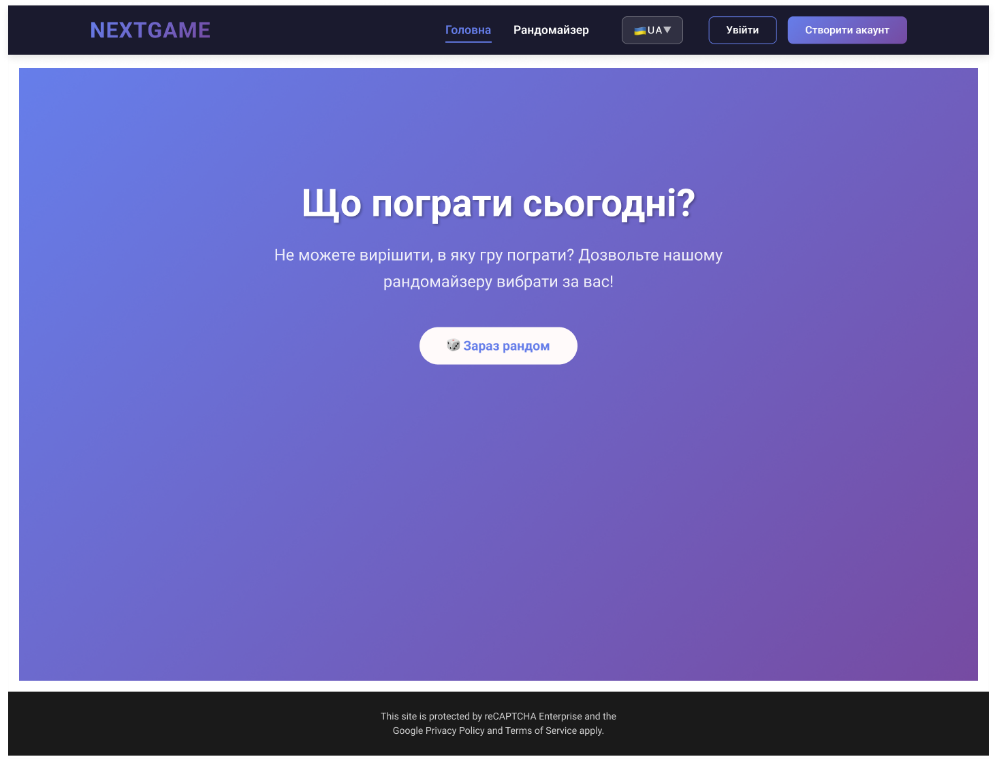 NEXTGAME
Головна
Рандомайзер
UA▼
Увійти
Створити акаунт
Що пограти сьогодні?
Не можете вирішити, в яку гру пограти? Дозвольте нашому
рандомайзеру вибрати за вас!
🎲 Зараз рандом
This site is protected by reCAPTCHA Enterprise and the
Google Privacy Policy and Terms of Service apply.